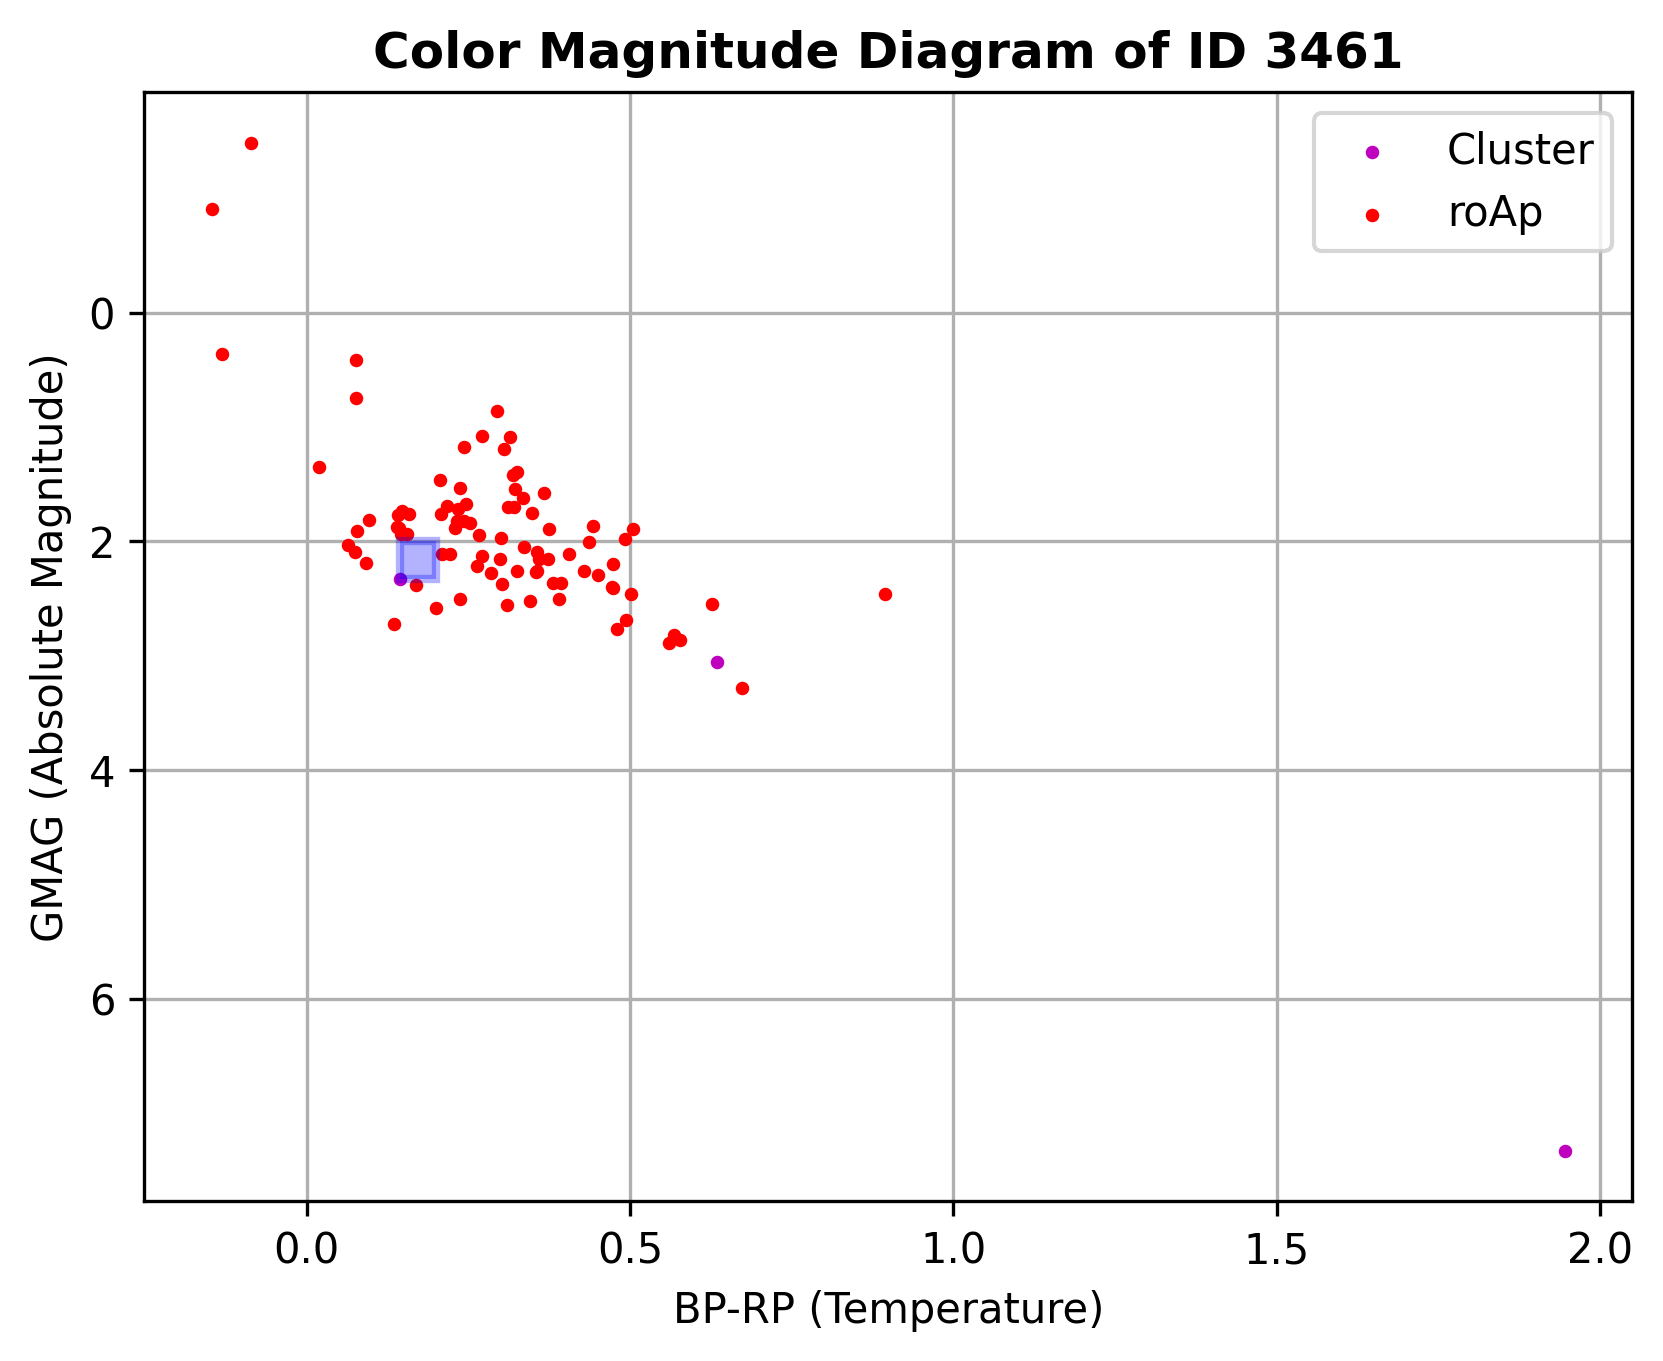 Color Magnitude Diagram of ID 3461
Cluster
roAp
GMAG (Absolute Magnitude)
0
2
4
6
0.0 0.5 1.0 1.5 2.0
BP-RP (Temperature)